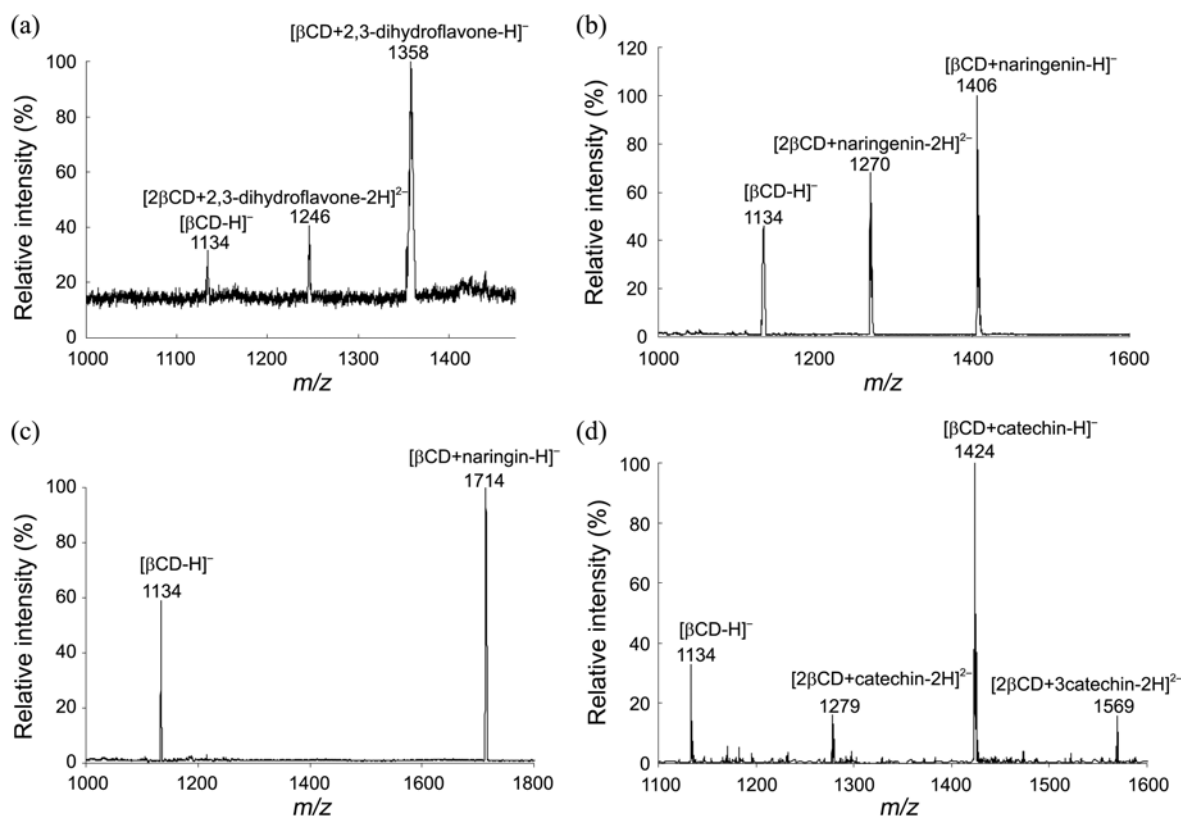 (a)
[βCD+2,3-dihydroflavone-H]⁻
1358
100
80
60
40
20
0
Relative intensity (%)
[2βCD+2,3-dihydroflavone-2H]²⁻
1246
[βCD-H]⁻
1134
1000 1100 1200 1300 1400
m/z
(b)
120
100
80
60
40
20
0
Relative intensity (%)
[βCD+naringenin-H]⁻
1406
[2βCD+naringenin-2H]²⁻
1270
[βCD-H]⁻
1134
1000 1200 1400 1600
m/z
(c)
[βCD+naringin-H]⁻
1714
100
80
60
40
20
0
Relative intensity (%)
[βCD-H]⁻
1134
1000 1200 1400 1600 1800
m/z
(d)
[βCD+catechin-H]⁻
1424
100
80
60
40
20
0
Relative intensity (%)
[βCD-H]⁻
1134
[2βCD+catechin-2H]²⁻
1279
[2βCD+3catechin-2H]²⁻
1569
1100 1200 1300 1400 1500 1600
m/z